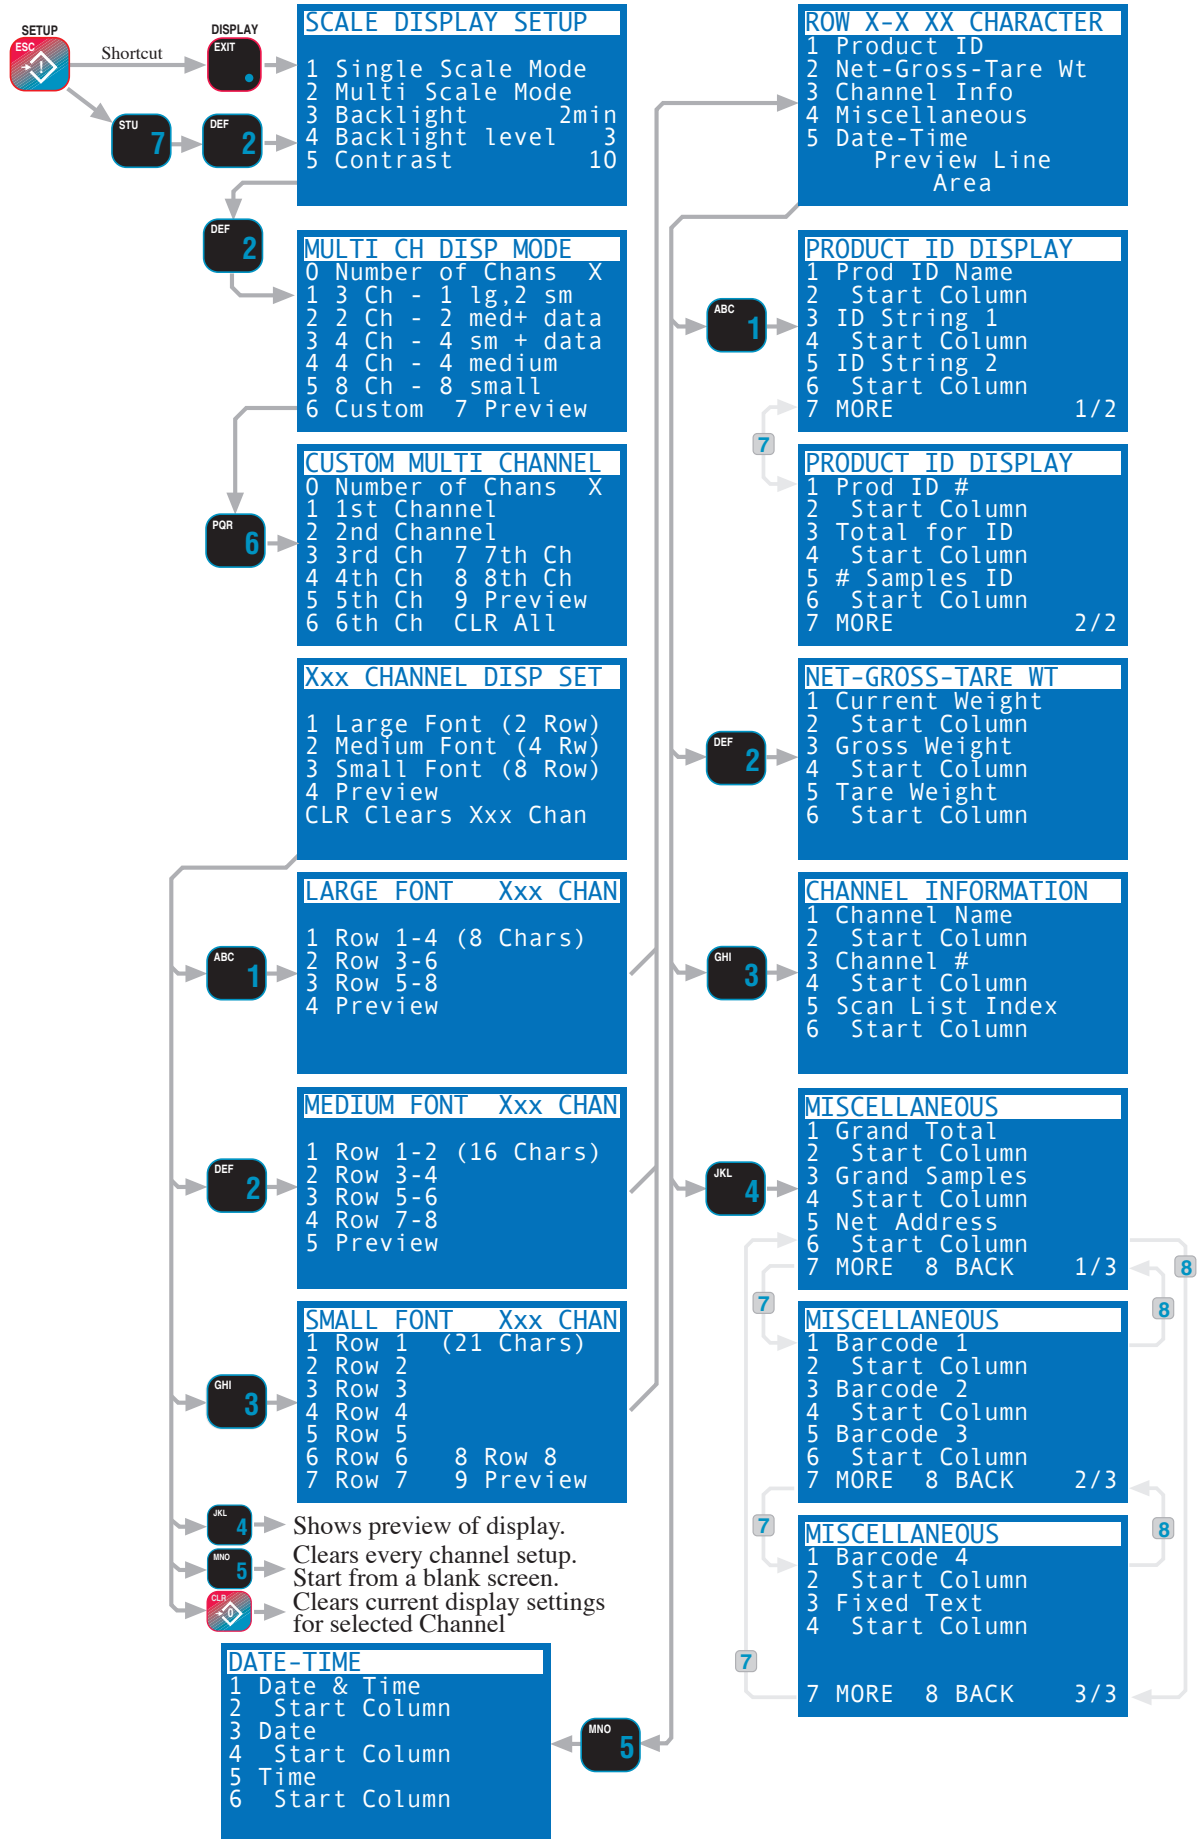 SETUP
ESC
Shortcut
DISPLAY
EXIT
STU
7
DEF
2
SCALE DISPLAY SETUP
1 Single Scale Mode
2 Multi Scale Mode
3 Backlight 2min
4 Backlight level 3
5 Contrast 10
DEF
2
MULTI CH DISP MODE
0 Number of Chans X
1 3 Ch - 1 lg,2 sm
2 2 Ch - 2 med+ data
3 4 Ch - 4 sm + data
4 4 Ch - 4 medium
5 8 Ch - 8 small
6 Custom 7 Preview
PQR
6
CUSTOM MULTI CHANNEL
0 Number of Chans X
1 1st Channel
2 2nd Channel
3 3rd Ch 7 7th Ch
4 4th Ch 8 8th Ch
5 5th Ch 9 Preview
6 6th Ch CLR All
Xxx CHANNEL DISP SET
1 Large Font (2 Row)
2 Medium Font (4 Rw)
3 Small Font (8 Row)
4 Preview
CLR Clears Xxx Chan
ABC
1
LARGE FONT Xxx CHAN
1 Row 1-4 (8 Chars)
2 Row 3-6
3 Row 5-8
4 Preview
DEF
2
MEDIUM FONT Xxx CHAN
1 Row 1-2 (16 Chars)
2 Row 3-4
3 Row 5-6
4 Row 7-8
5 Preview
GHI
3
SMALL FONT Xxx CHAN
1 Row 1 (21 Chars)
2 Row 2
3 Row 3
4 Row 4
5 Row 5
6 Row 6 8 Row 8
7 Row 7 9 Preview
JKL
4
Shows preview of display.
MNO
5
Clears every channel setup.
Start from a blank screen.
CLR
0
Clears current display settings
for selected Channel
ROW X-X XX CHARACTER
1 Product ID
2 Net-Gross-Tare Wt
3 Channel Info
4 Miscellaneous
5 Date-Time
Preview Line
Area
ABC
1
PRODUCT ID DISPLAY
1 Prod ID Name
2 Start Column
3 ID String 1
4 Start Column
5 ID String 2
6 Start Column
7 MORE 1/2
7
PRODUCT ID DISPLAY
1 Prod ID #
2 Start Column
3 Total for ID
4 Start Column
5 # Samples ID
6 Start Column
7 MORE 2/2
DEF
2
NET-GROSS-TARE WT
1 Current Weight
2 Start Column
3 Gross Weight
4 Start Column
5 Tare Weight
6 Start Column
GHI
3
CHANNEL INFORMATION
1 Channel Name
2 Start Column
3 Channel #
4 Start Column
5 Scan List Index
6 Start Column
JKL
4
MISCELLANEOUS
1 Grand Total
2 Start Column
3 Grand Samples
4 Start Column
5 Net Address
6 Start Column
7 MORE 8 BACK 1/3
8
7
8
MISCELLANEOUS
1 Barcode 1
2 Start Column
3 Barcode 2
4 Start Column
5 Barcode 3
6 Start Column
7 MORE 8 BACK 2/3
7
8
MISCELLANEOUS
1 Barcode 4
2 Start Column
3 Fixed Text
4 Start Column
7 MORE 8 BACK 3/3
7
MNO
5
DATE-TIME
1 Date & Time
2 Start Column
3 Date
4 Start Column
5 Time
6 Start Column